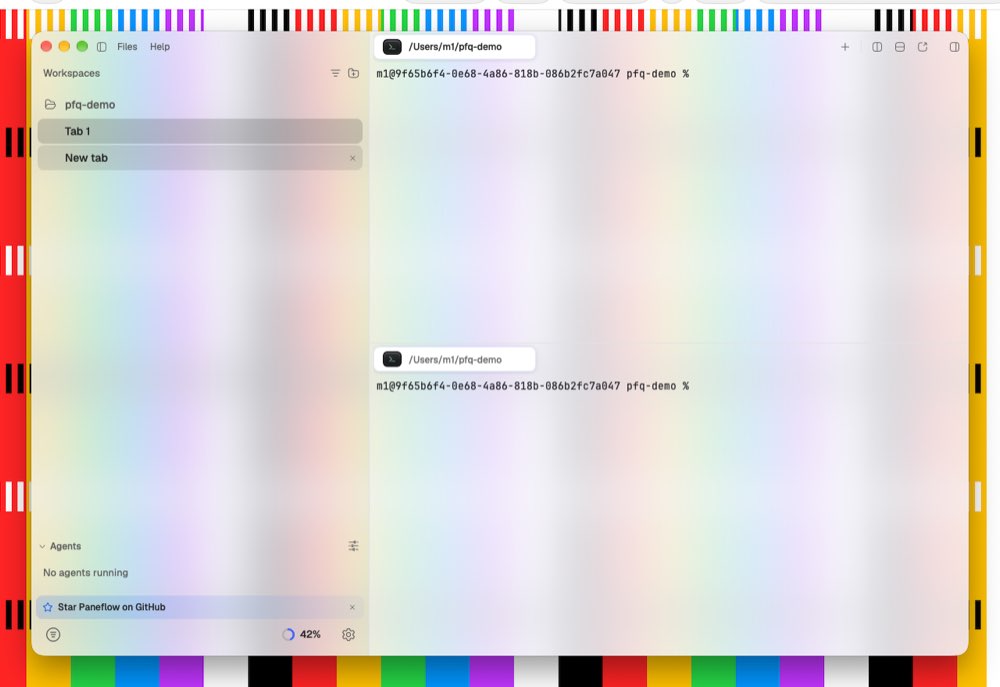 Files Help
Workspaces
pfq-demo
Tab 1
New tab
Agents
No agents running
Star Paneflow on GitHub
42%
/Users/m1/pfq-demo
m1@9f65b6f4-0e68-4a86-818b-086b2fc7a047 pfq-demo %
/Users/m1/pfq-demo
m1@9f65b6f4-0e68-4a86-818b-086b2fc7a047 pfq-demo %